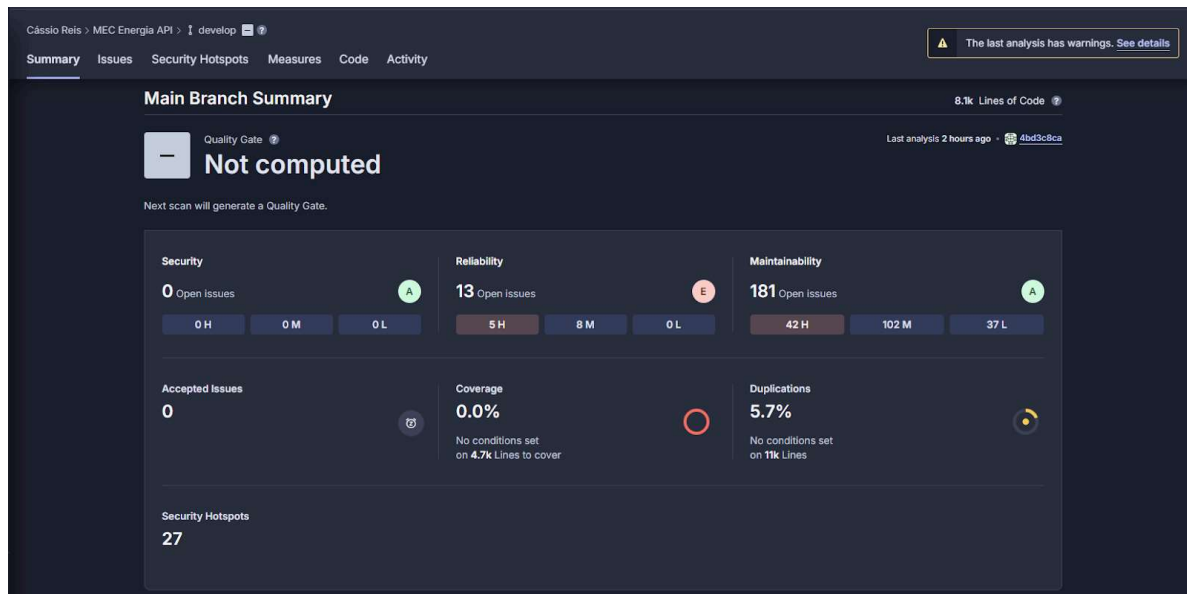 Cássio Reis > MEC Energia API > develop
The last analysis has warnings. See details
Summary Issues Security Hotspots Measures Code Activity
Main Branch Summary
8.1k Lines of Code
Quality Gate
Not computed
Last analysis 2 hours ago • 4bd3c8ca
Next scan will generate a Quality Gate.
Security
0 Open issues
A
0 H 0 M 0 L
Reliability
13 Open issues
E
5 H 8 M 0 L
Maintainability
181 Open issues
A
42 H 102 M 37 L
Accepted Issues
0
Coverage
0.0%
No conditions set
on 4.7k Lines to cover
Duplications
5.7%
No conditions set
on 11k Lines
Security Hotspots
27